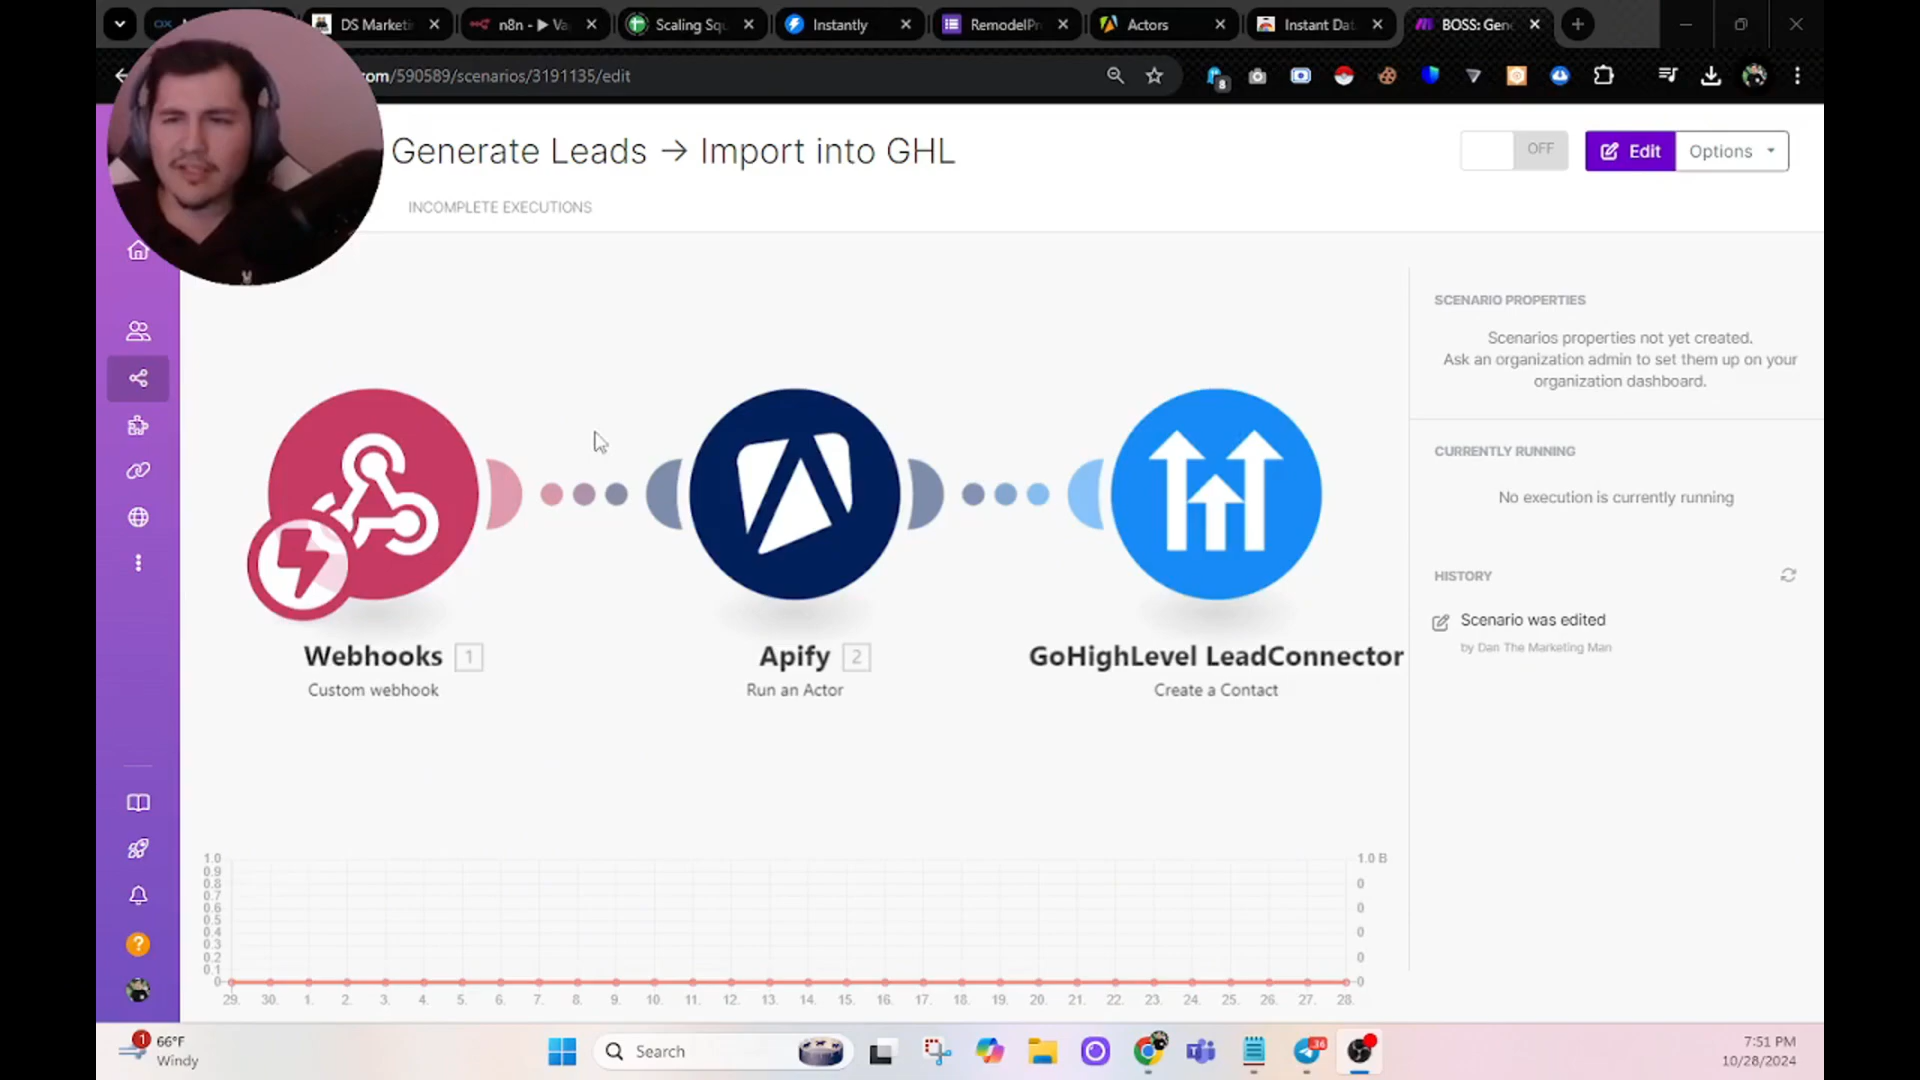 DS Marketi
n8n - ▶ Va
Scaling Squ
Instantly
RemodelPr
Actors
Instant Dat
BOSS: Gen
om/590589/scenarios/3191135/edit
8
Generate Leads → Import into GHL
OFF
Edit
Options
INCOMPLETE EXECUTIONS
SCENARIO PROPERTIES
Scenarios properties not yet created.
Ask an organization admin to set them up on your
organization dashboard.
CURRENTLY RUNNING
No execution is currently running
HISTORY
Scenario was edited
by Dan The Marketing Man
Webhooks 1
Custom webhook
Apify 2
Run an Actor
GoHighLevel LeadConnector
Create a Contact
1.0
0.9
0.8
0.7
0.6
0.5
0.4
0.3
0.2
0.1
0
1.0 B
0
0
0
0
0
29. 30. 1. 2. 3. 4. 5. 6. 7. 8. 9. 10. 11. 12. 13. 14. 15. 16. 17. 18. 19. 20. 21. 22. 23. 24. 25. 26. 27. 28.
1
66°F
Windy
Search
36
7:51 PM
10/28/2024